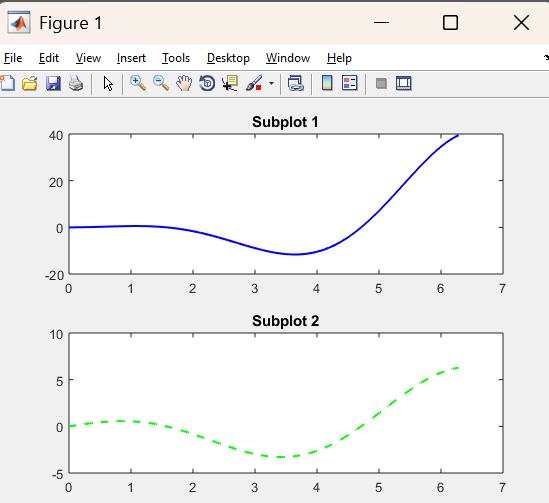 Figure 1
File Edit View Insert Tools Desktop Window Help
Subplot 1
40
20
0
-20
0 1 2 3 4 5 6 7
Subplot 2
10
5
0
-5
0 1 2 3 4 5 6 7